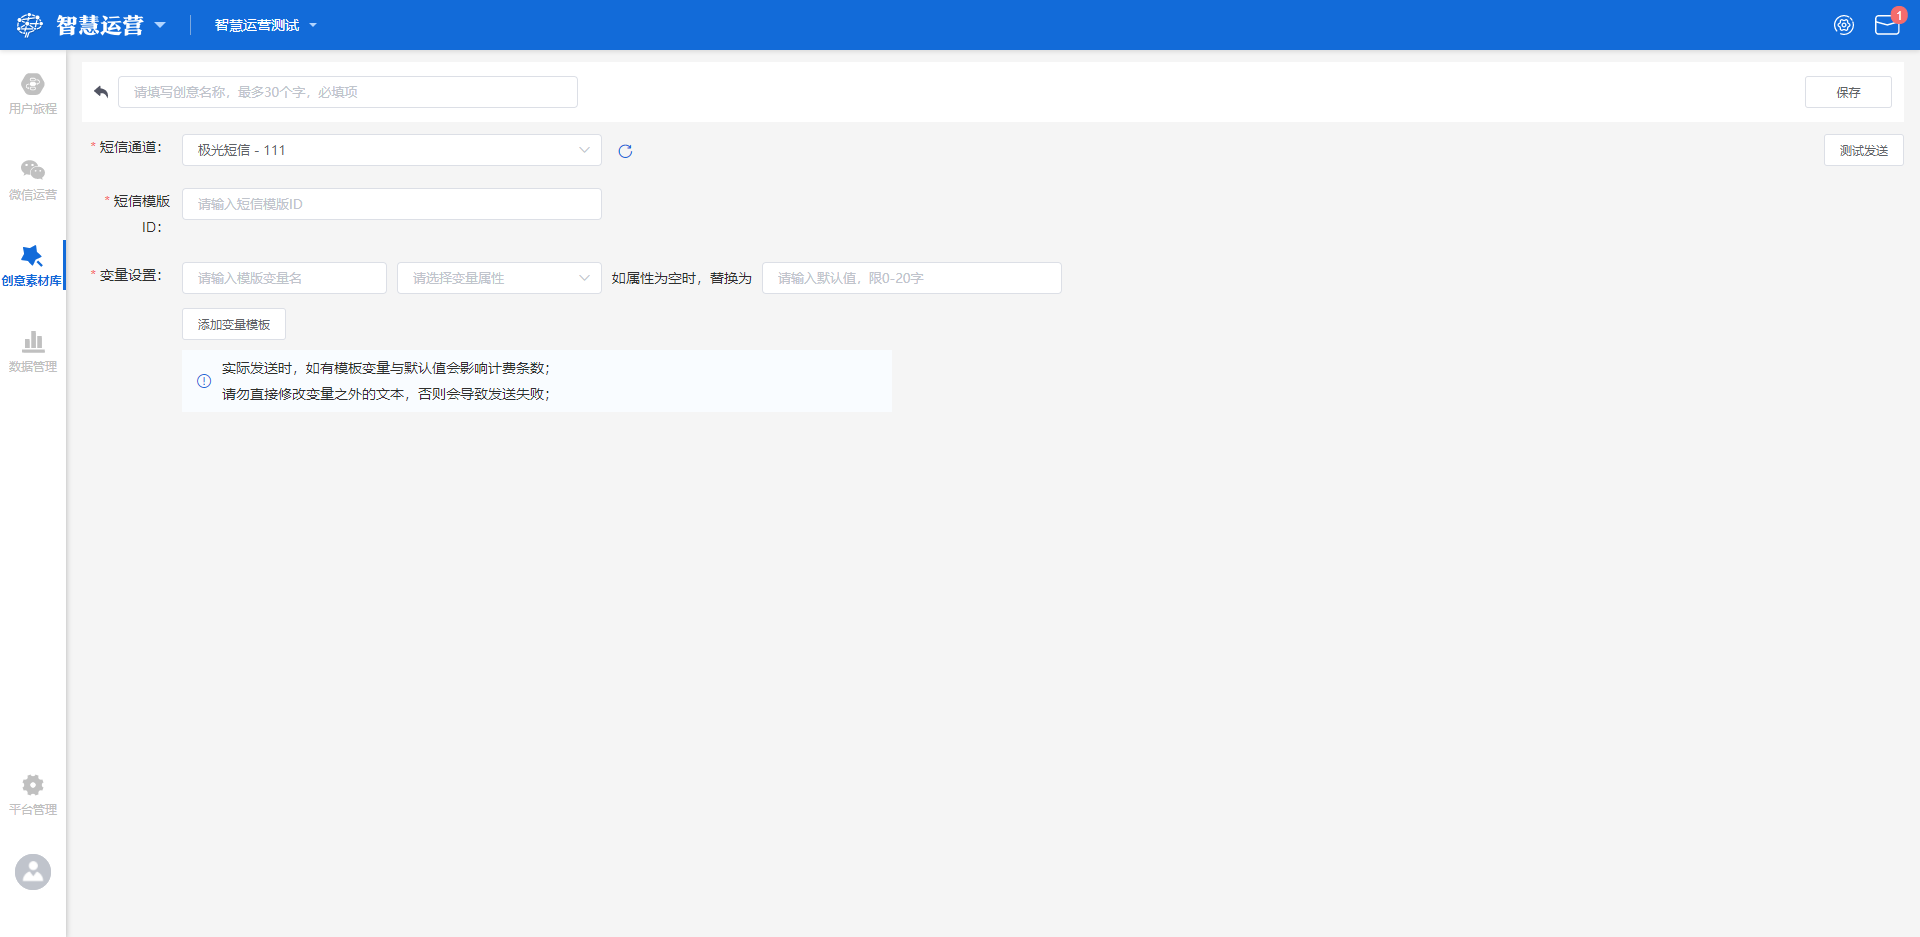 智慧运营
智慧运营测试
1
用户旅程
微信运营
创意素材库
数据管理
平台管理
请填写创意名称，最多30个字，必填项
保存
* 短信通道：
极光短信 - 111
测试发送
* 短信模版
ID：
请输入短信模版ID
* 变量设置：
请输入模版变量名
请选择变量属性
如属性为空时，替换为
请输入默认值，限0-20字
添加变量模板
实际发送时，如有模板变量与默认值会影响计费条数；
请勿直接修改变量之外的文本，否则会导致发送失败；